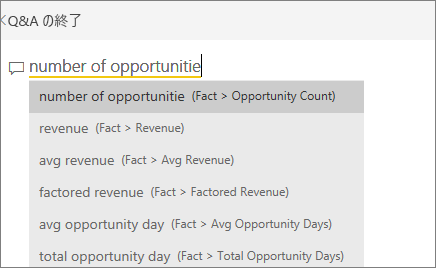 Q&A の終了
number of opportunitie
number of opportunitie (Fact > Opportunity Count)
revenue (Fact > Revenue)
avg revenue (Fact > Avg Revenue)
factored revenue (Fact > Factored Revenue)
avg opportunity day (Fact > Avg Opportunity Days)
total opportunity day (Fact > Total Opportunity Days)